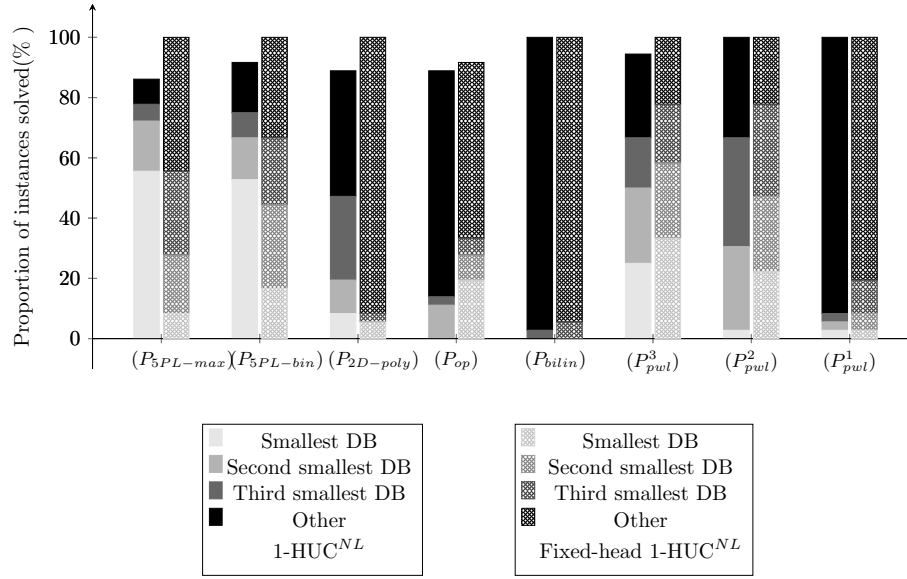 Proportion of instances solved(% )
100
80
60
40
20
0
(P5PL−max) (P5PL−bin) (P2D−poly) (Pop) (Pbilin) (P3pwl) (P2pwl) (P1pwl)
Smallest DB
Second smallest DB
Third smallest DB
Other
1-HUCNL
Smallest DB
Second smallest DB
Third smallest DB
Other
Fixed-head 1-HUCNL